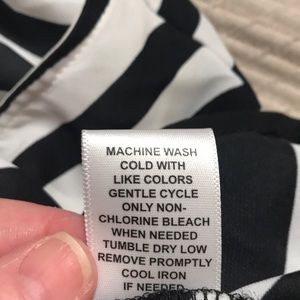 MACHINE WASH
COLD WITH
LIKE COLORS
GENTLE CYCLE
ONLY NON-
CHLORINE BLEACH
WHEN NEEDED
TUMBLE DRY LOW
REMOVE PROMPTLY
COOL IRON
IF NEEDED